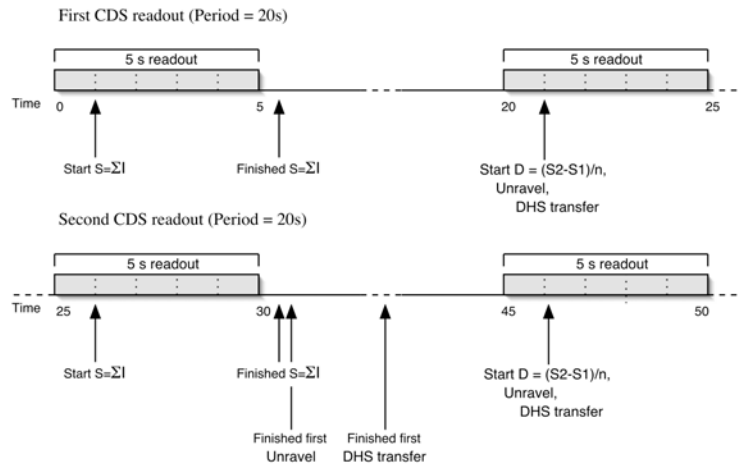 First CDS readout (Period = 20s)
5 s readout
5 s readout
Time 0 5 20 25
Start S=ΣI
Finished S=ΣI
Start D = (S2-S1)/n,
Unravel,
DHS transfer
Second CDS readout (Period = 20s)
5 s readout
5 s readout
Time 25 30 45 50
Start S=ΣI
Finished S=ΣI
Start D = (S2-S1)/n,
Unravel,
DHS transfer
Finished first
Unravel
Finished first
DHS transfer